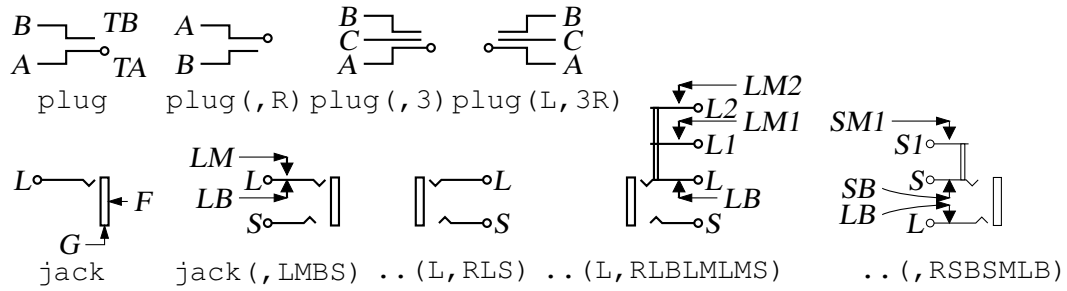 B TB A B B
A C C
A TA B A A
plug plug(,R) plug(,3) plug(L,3R)
LM2
L2
LM1 SM1
L1 S1
LM
L L L L S
LB F LB SB
LB
S S S L
G
jack jack(,LMBS) ..(L,RLS) ..(L,RLBLMLMS) ..(,RSBSMLB)